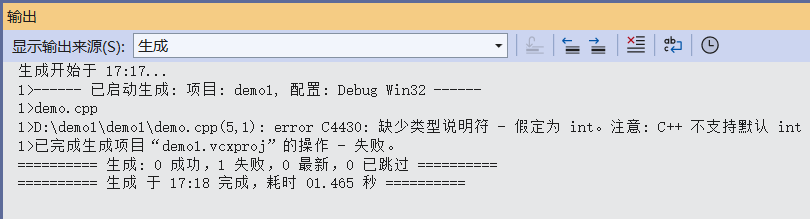 输出
显示输出来源(S): 生成
生成开始于 17:17...
1>------ 已启动生成: 项目: demo1, 配置: Debug Win32 ------
1>demo.cpp
1>D:\demo1\demo1\demo.cpp(5,1): error C4430: 缺少类型说明符 - 假定为 int。注意: C++ 不支持默认 int
1>已完成生成项目“demo1.vcxproj”的操作 - 失败。
========== 生成: 0 成功，1 失败，0 最新，0 已跳过 ==========
========== 生成 于 17:18 完成，耗时 01.465 秒 ==========